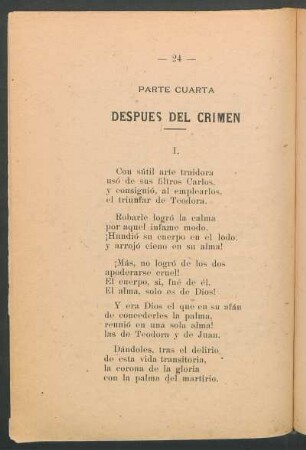 — 24 —
PARTE CUARTA
DESPUES DEL CRIMEN
I.
Con sútil arte traidora
usó de sus filtros Carlos,
y consiguió, al emplearlos,
el triunfar de Teodora.
Robarle logró la calma
por aquel infame modo.
¡Hundió su cuerpo en el lodo
y arrojó cieno en su alma!
¡Más, no logró de los dos
apoderarse cruel!
El cuerpo, si, fué de él.
El alma, solo es de Dios!
Y era Dios el que en su afán
de concederles la palma,
reunió en una sola alma!
las de Teodora y de Juan.
Dándoles, tras el delirio
de esta vida transitoria,
la corona de la gloria
con la palma del martirio.